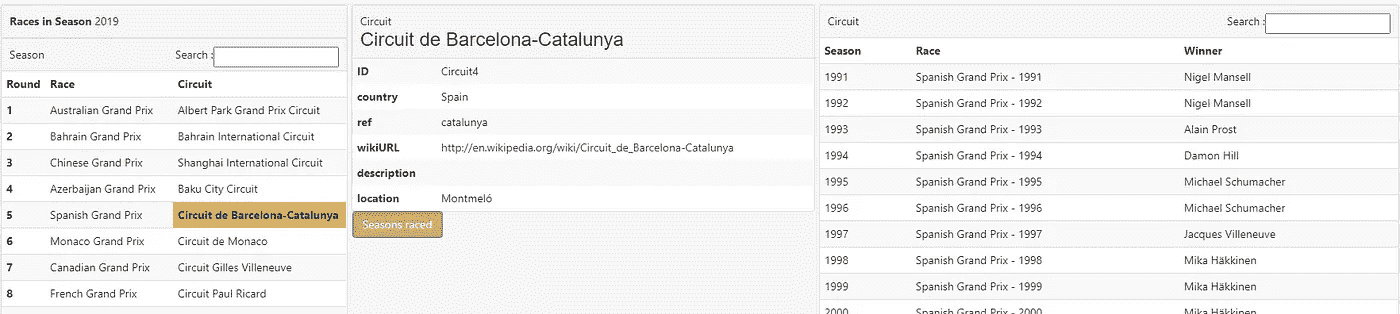 Races in Season 2019
Season Search :
Round Race Circuit
1 Australian Grand Prix Albert Park Grand Prix Circuit
2 Bahrain Grand Prix Bahrain International Circuit
3 Chinese Grand Prix Shanghai International Circuit
4 Azerbaijan Grand Prix Baku City Circuit
5 Spanish Grand Prix Circuit de Barcelona-Catalunya
6 Monaco Grand Prix Circuit de Monaco
7 Canadian Grand Prix Circuit Gilles Villeneuve
8 French Grand Prix Circuit Paul Ricard
Circuit
Circuit de Barcelona-Catalunya
ID Circuit4
country Spain
ref catalunya
wikiURL http://en.wikipedia.org/wiki/Circuit_de_Barcelona-Catalunya
description
location Montmeló
Seasons raced
Circuit Search :
Season Race Winner
1991 Spanish Grand Prix - 1991 Nigel Mansell
1992 Spanish Grand Prix - 1992 Nigel Mansell
1993 Spanish Grand Prix - 1993 Alain Prost
1994 Spanish Grand Prix - 1994 Damon Hill
1995 Spanish Grand Prix - 1995 Michael Schumacher
1996 Spanish Grand Prix - 1996 Michael Schumacher
1997 Spanish Grand Prix - 1997 Jacques Villeneuve
1998 Spanish Grand Prix - 1998 Mika Häkkinen
1999 Spanish Grand Prix - 1999 Mika Häkkinen
2000 Spanish Grand Prix - 2000 Mika Häkkinen